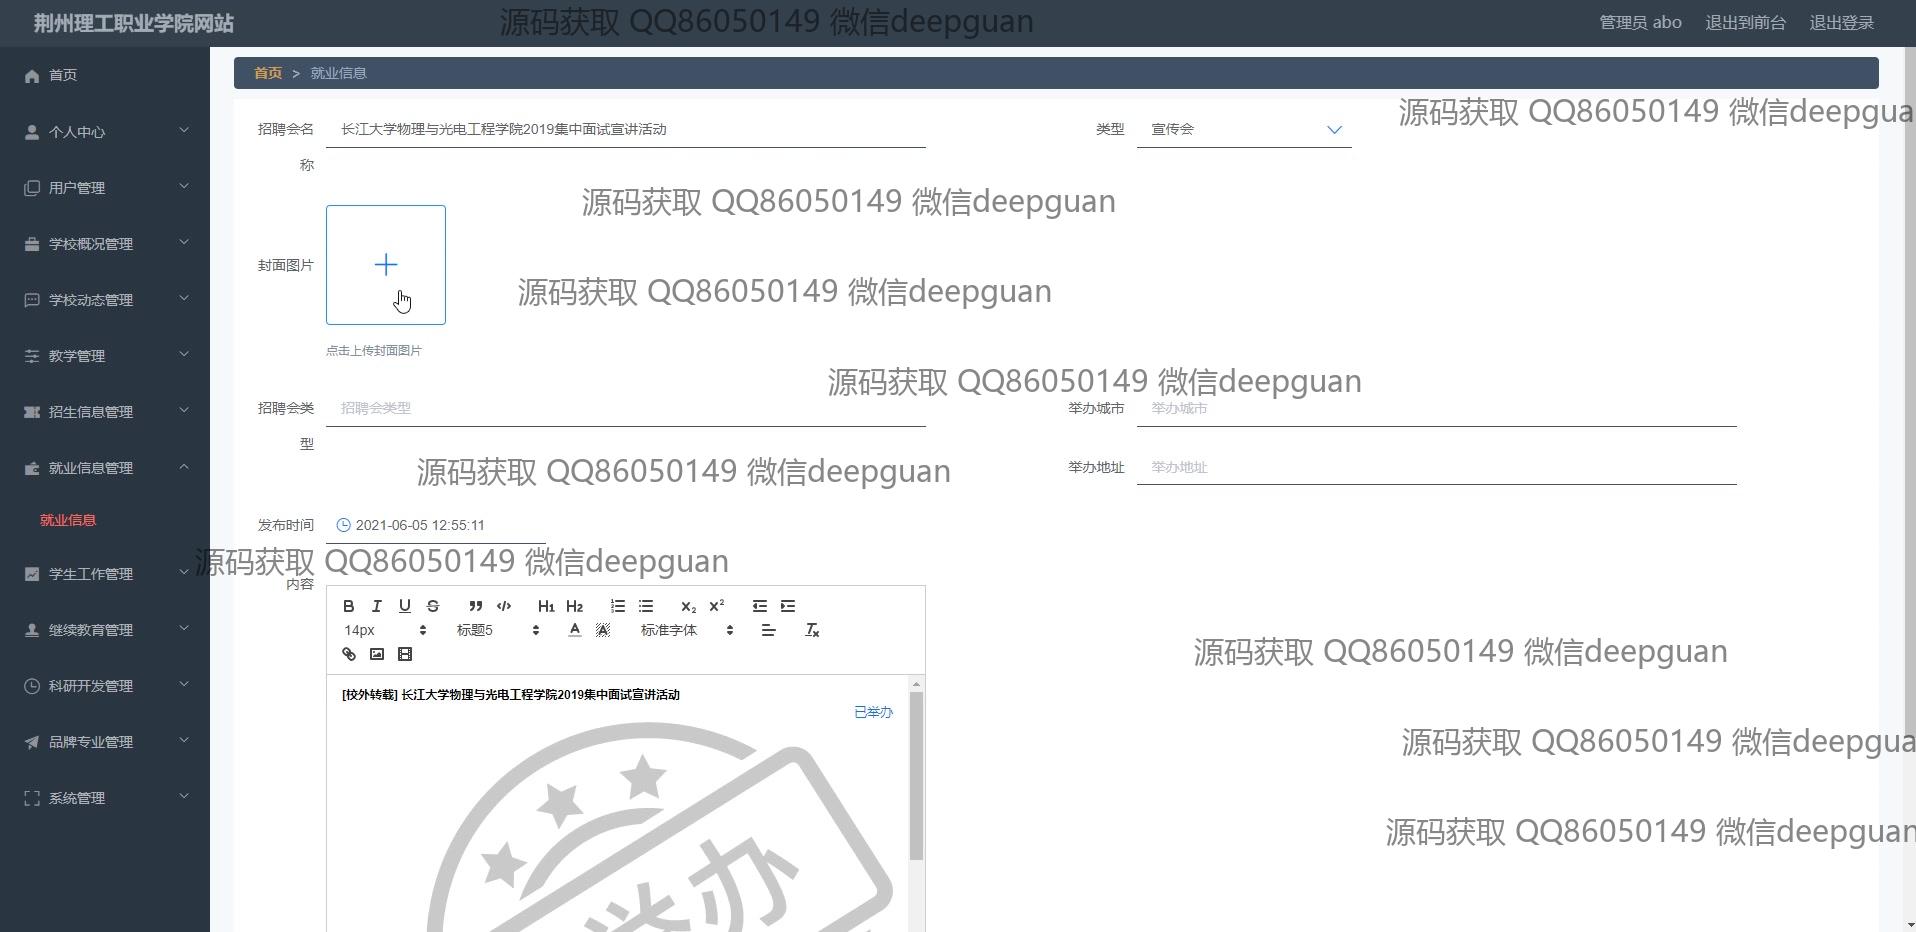 荆州理工职业学院网站
源码获取 QQ86050149 微信deepguan
管理员 abo
退出到前台
退出登录
首页
个人中心
用户管理
学校概况管理
学校动态管理
教学管理
招生信息管理
就业信息管理
就业信息
学生工作管理
继续教育管理
科研开发管理
品牌专业管理
系统管理
首页 > 就业信息
源码获取 QQ86050149 微信deepgua
招聘会名
称
长江大学物理与光电工程学院2019集中面试宣讲活动
类型
宣传会
源码获取 QQ86050149 微信deepguan
封面图片
源码获取 QQ86050149 微信deepguan
点击上传封面图片
源码获取 QQ86050149 微信deepguan
招聘会类
型
招聘会类型
举办城市
举办城市
源码获取 QQ86050149 微信deepguan
举办地址
举办地址
发布时间
2021-06-05 12:55:11
源码获取 QQ86050149 微信deepguan
内容
14px
标题5
标准字体
源码获取 QQ86050149 微信deepguan
[校外转载] 长江大学物理与光电工程学院2019集中面试宣讲活动
已举办
源码获取 QQ86050149 微信deepgua
源码获取 QQ86050149 微信deepguan
举办